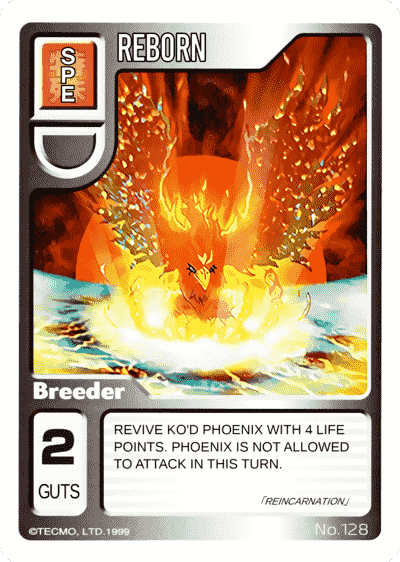 REBORN
SPE
Breeder
2
GUTS
REVIVE KO'D PHOENIX WITH 4 LIFE
POINTS. PHOENIX IS NOT ALLOWED
TO ATTACK IN THIS TURN.
「REINCARNATION」
©TECMO, LTD.1999
No.128